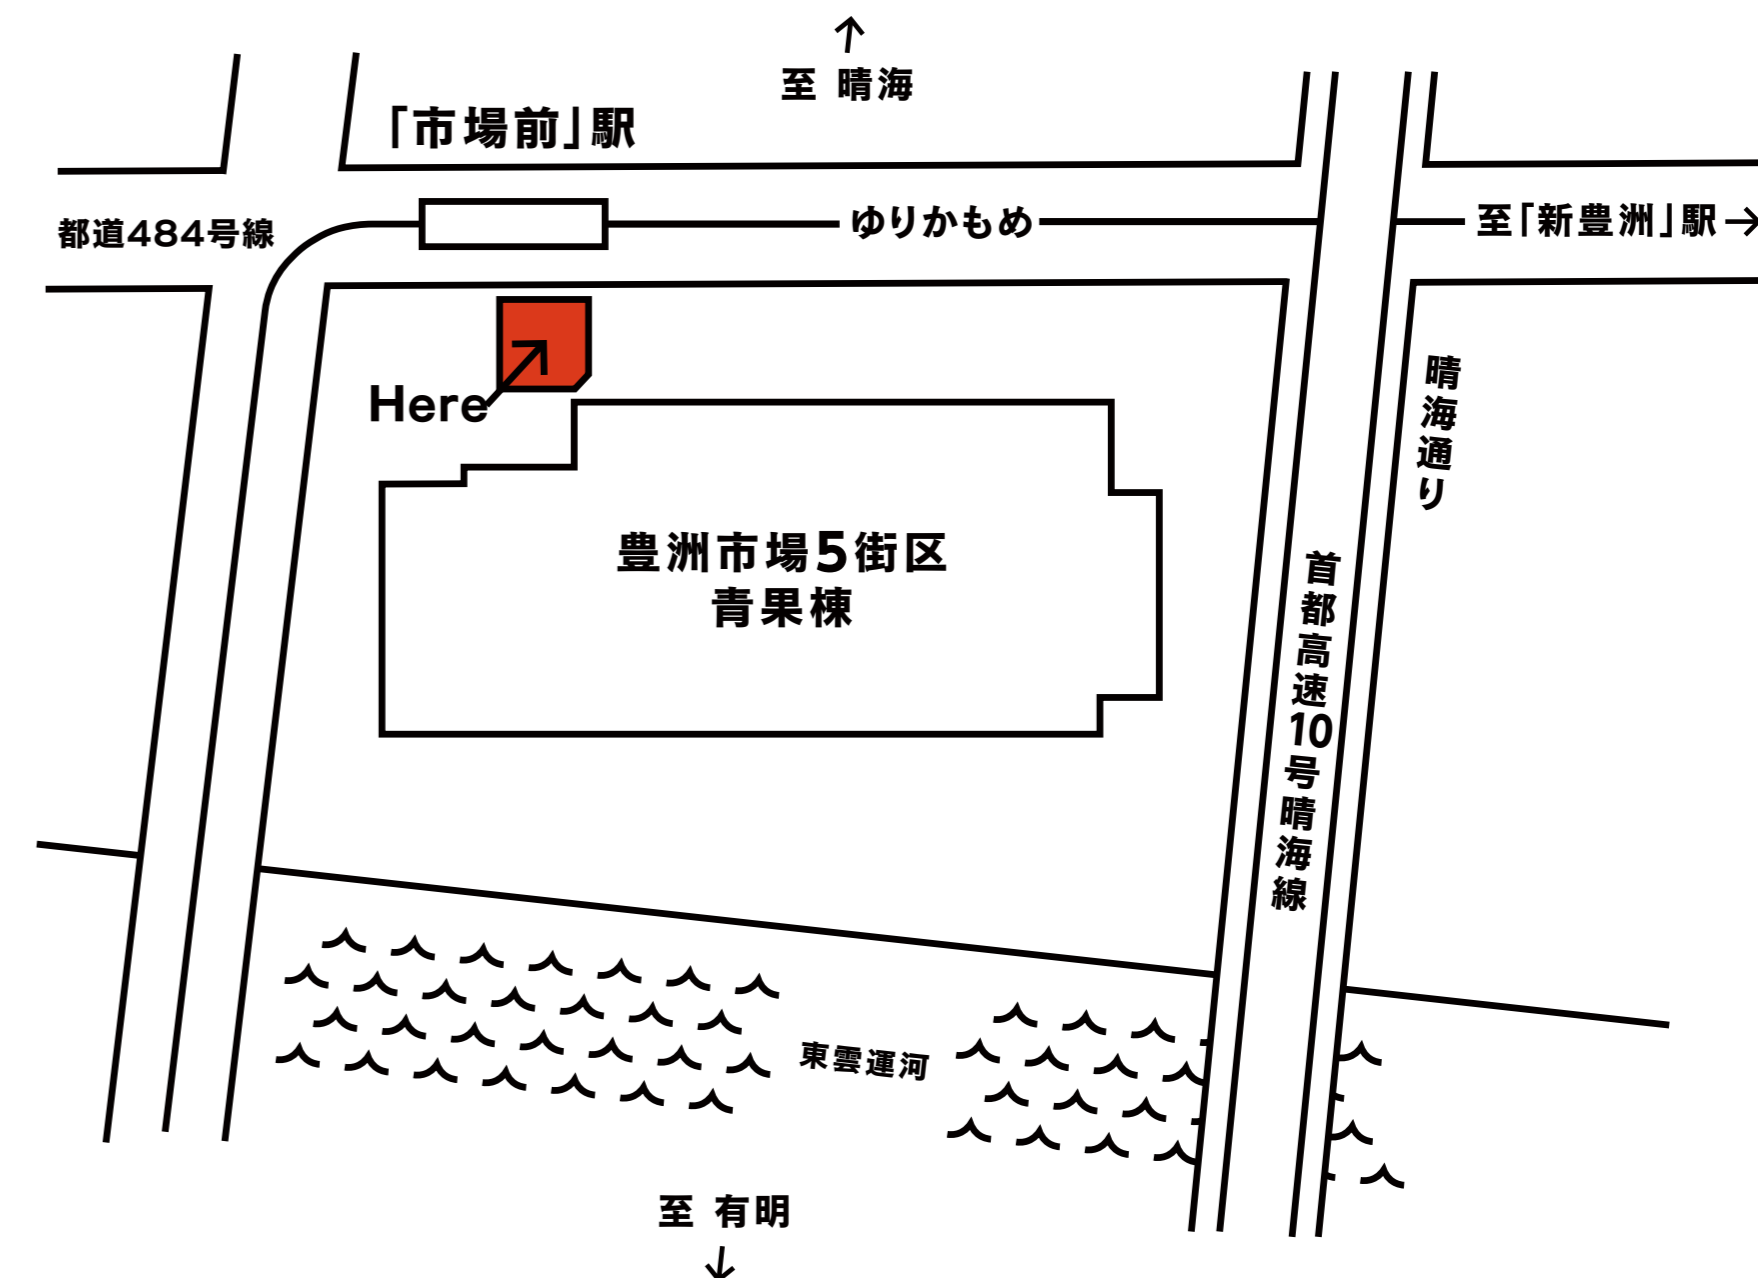 至 晴海
「市場前」駅
都道484号線
ゆりかもめ
至「新豊洲」駅
Here
晴海通り
豊洲市場5街区
青果棟
首都高速10号晴海線
東雲運河
至 有明